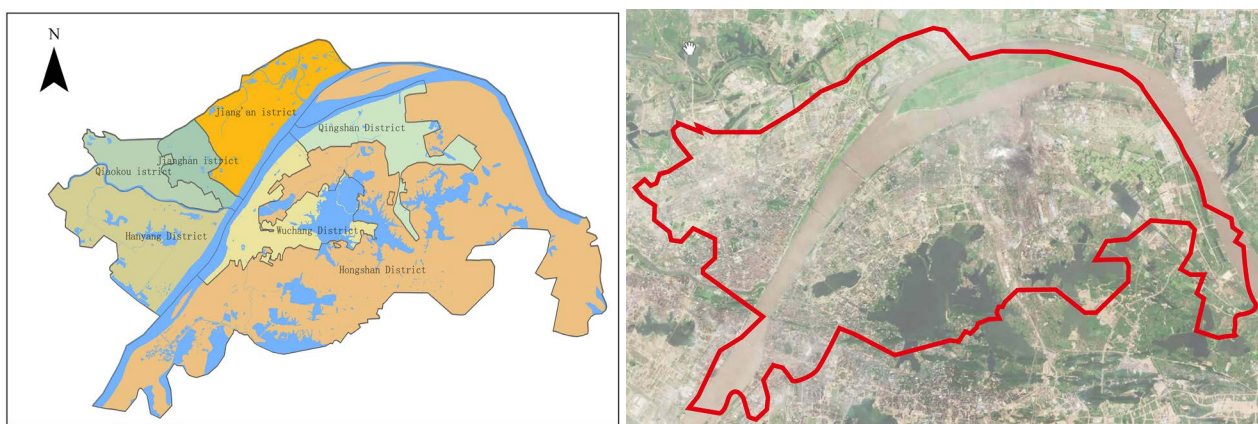 N
Jiang'an istrict
Qingshan District
Jianghan istrict
Qiaokou istrict
Wuchang District
Hanyang District
Hongshan District